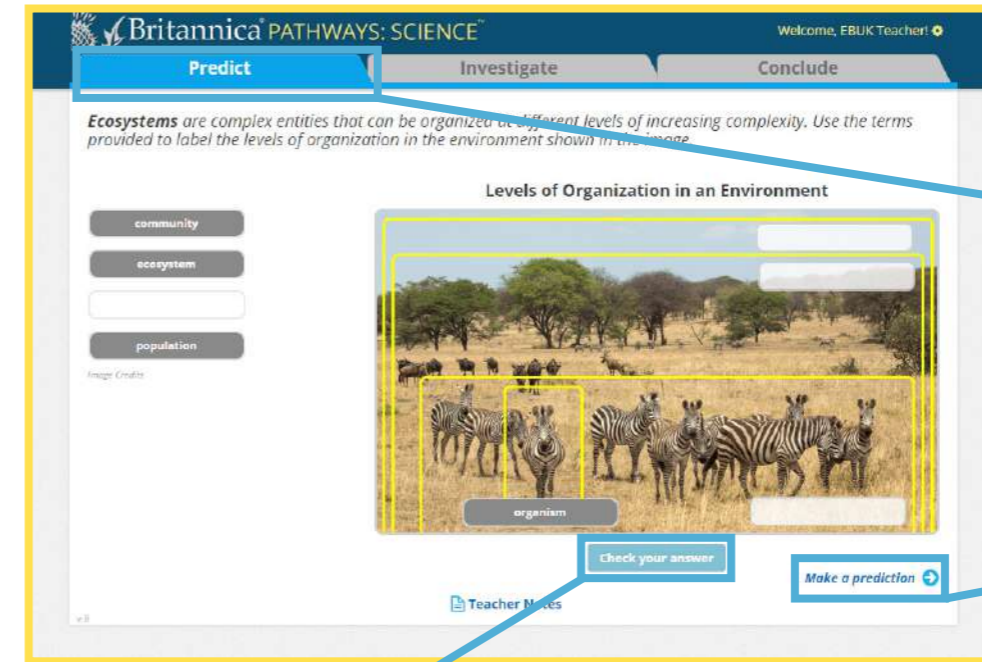 Britannica® PATHWAYS: SCIENCE™
Welcome, EBUK Teacher!
Predict
Investigate
Conclude
Ecosystems are complex entities that can be organized at different levels of increasing complexity. Use the terms
provided to label the levels of organization in the environment shown in the image.
Levels of Organization in an Environment
community
ecosystem
population
Image Credits
organism
Check your answer
Make a prediction
Teacher Notes